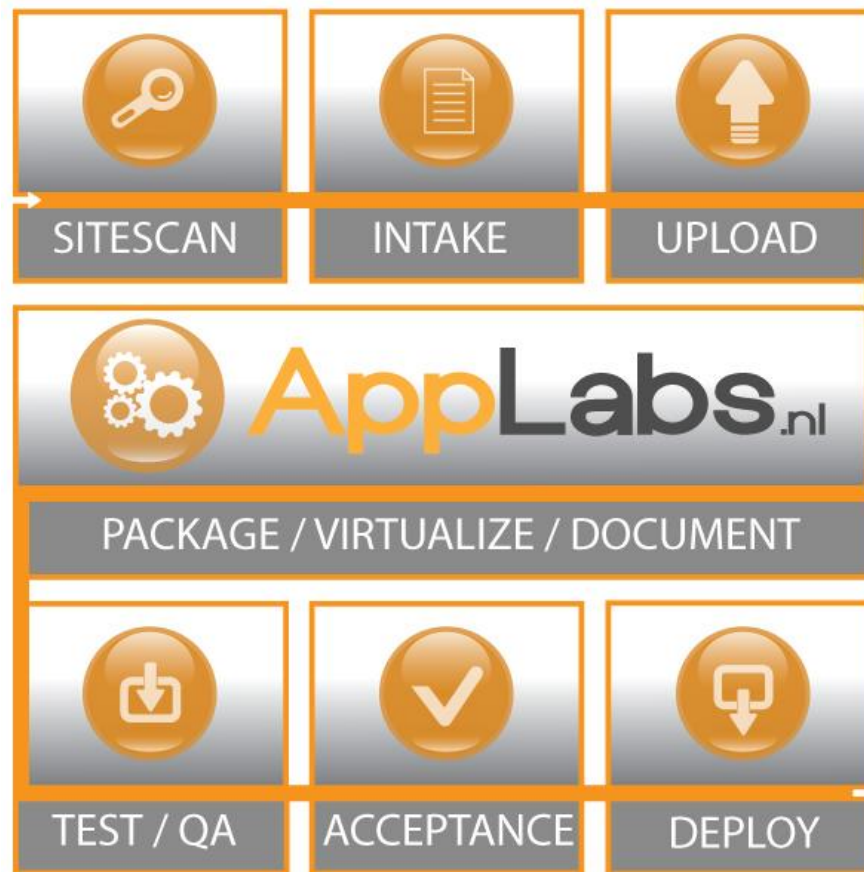 SITESCAN INTAKE UPLOAD
AppLabs.nl
PACKAGE / VIRTUALIZE / DOCUMENT
TEST / QA ACCEPTANCE DEPLOY